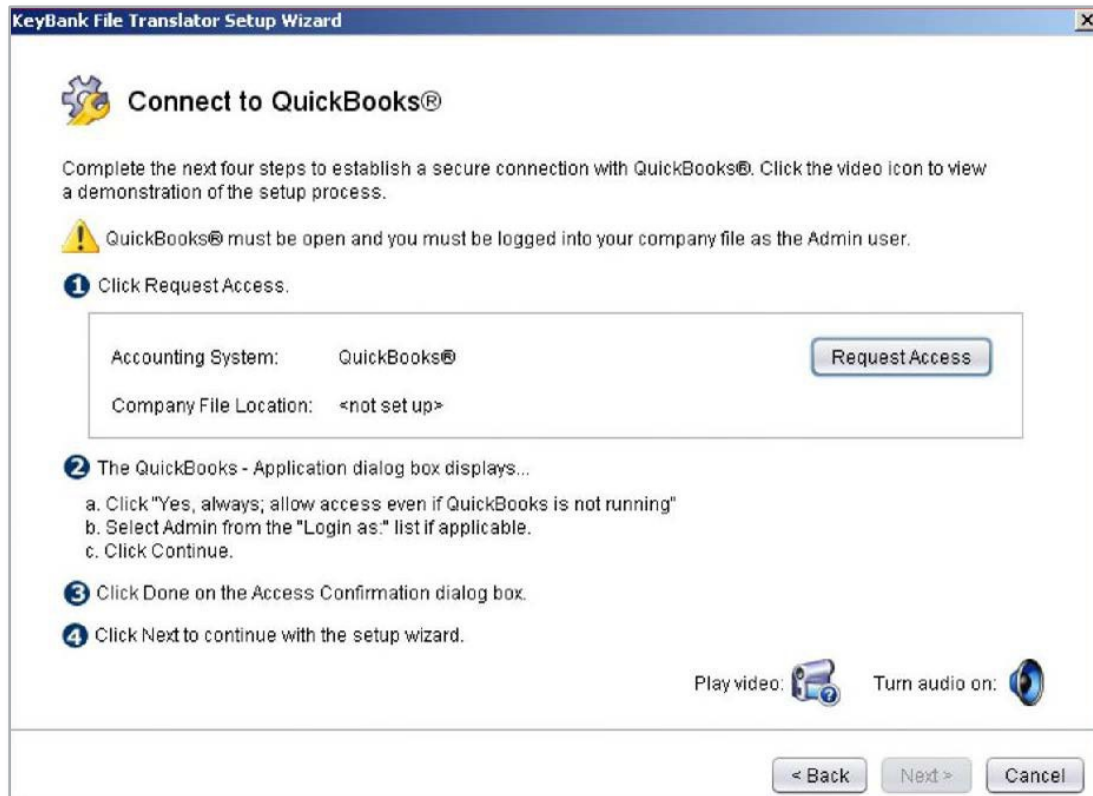 KeyBank File Translator Setup Wizard
Connect to QuickBooks®
Complete the next four steps to establish a secure connection with QuickBooks®. Click the video icon to view
a demonstration of the setup process.
QuickBooks® must be open and you must be logged into your company file as the Admin user.
1 Click Request Access.
Accounting System: QuickBooks® Request Access
Company File Location: <not set up>
2 The QuickBooks - Application dialog box displays...
a. Click "Yes, always; allow access even if QuickBooks is not running"
b. Select Admin from the "Login as:" list if applicable.
c. Click Continue.
3 Click Done on the Access Confirmation dialog box.
4 Click Next to continue with the setup wizard.
Play video: Turn audio on:
< Back Next > Cancel